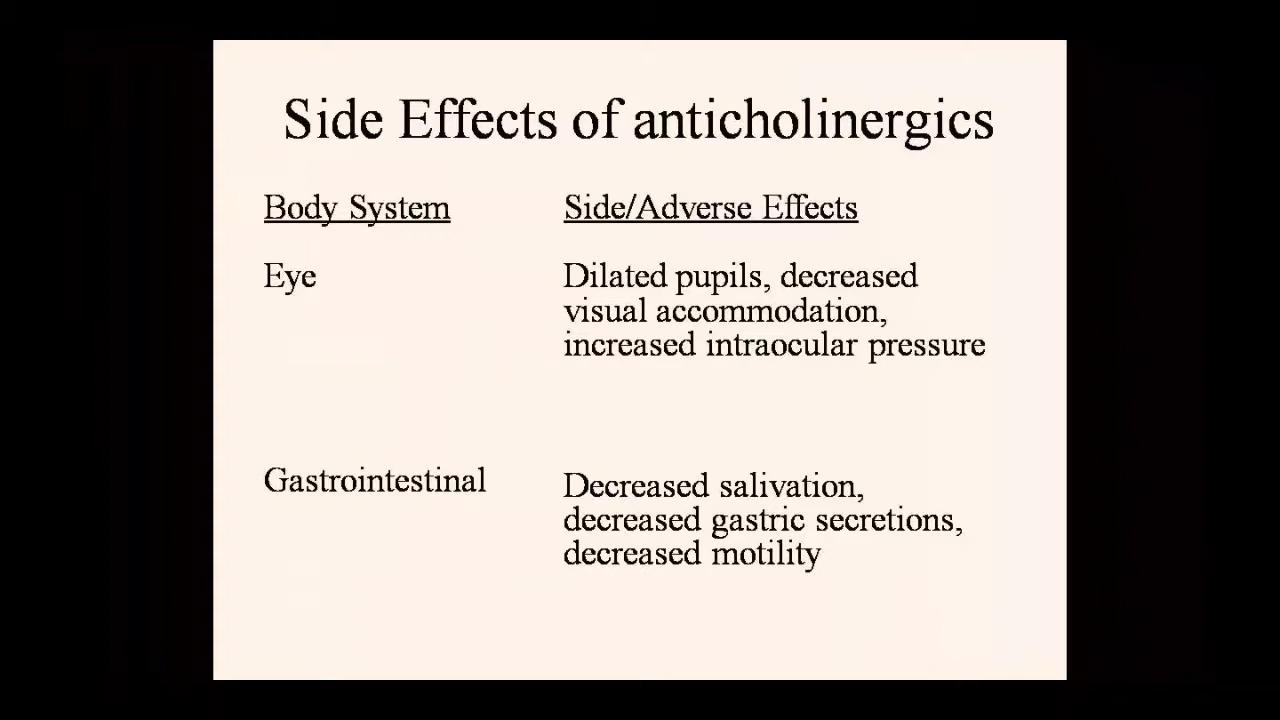 Side Effects of anticholinergics
Body System
Side/Adverse Effects
Eye
Dilated pupils, decreased
visual accommodation,
increased intraocular pressure
Gastrointestinal
Decreased salivation,
decreased gastric secretions,
decreased motility